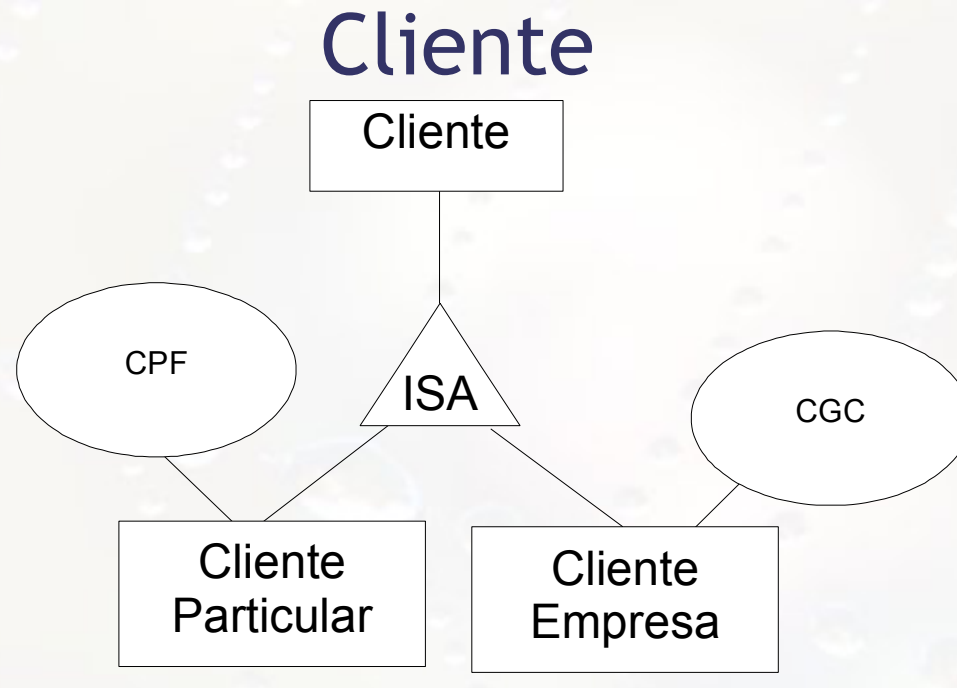 Cliente
Cliente
CPF
ISA
CGC
Cliente
Particular
Cliente
Empresa